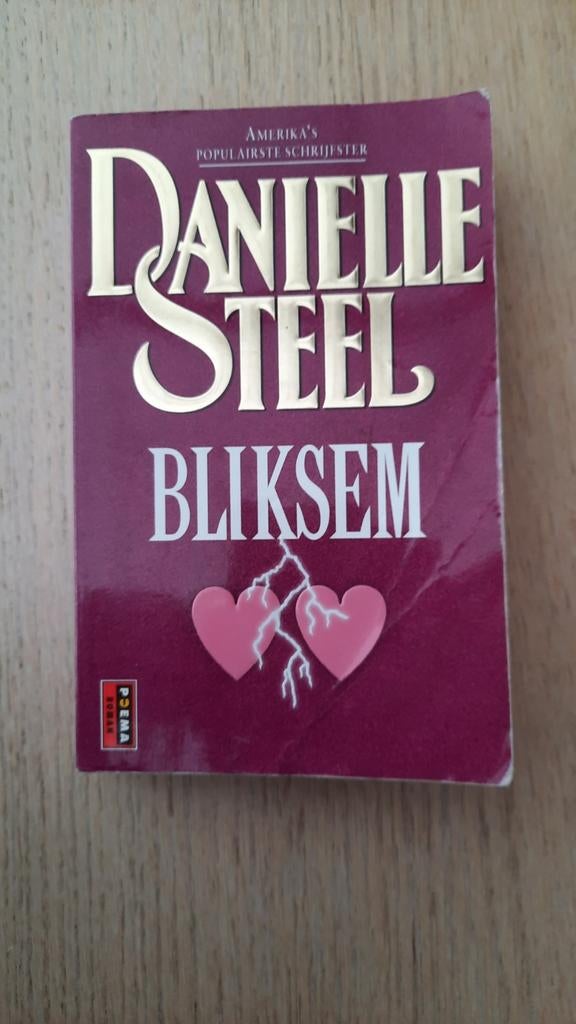 AMERIKA'S
POPULAIRSTE SCHRIJFSTER
DANIELLE
STEEL
BLIKSEM
POEMA
ROMAN